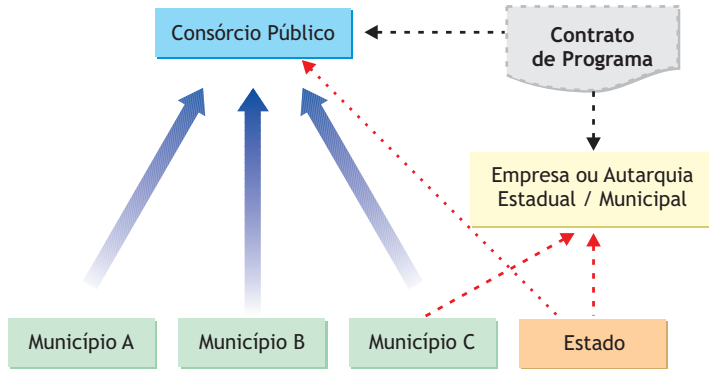 Consórcio Público
Contrato
de Programa
Empresa ou Autarquia
Estadual / Municipal
Município A
Município B
Município C
Estado